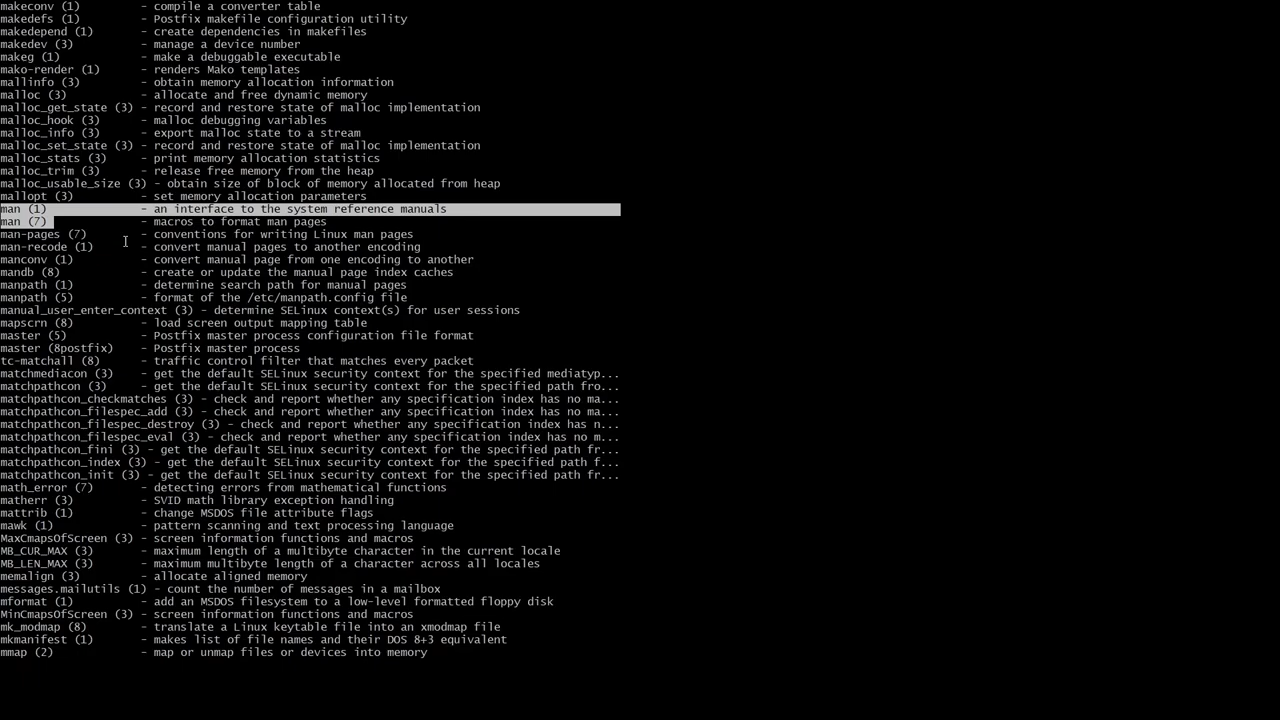 makeconv (1)         - compile a converter table
makedefs (1)         - Postfix makefile configuration utility
makedepend (1)       - create dependencies in makefiles
makedev (3)          - manage a device number
makeg (1)            - make a debuggable executable
mako-render (1)      - renders Mako templates
mallinfo (3)         - obtain memory allocation information
malloc (3)           - allocate and free dynamic memory
malloc_get_state (3) - record and restore state of malloc implementation
malloc_hook (3)      - malloc debugging variables
malloc_info (3)      - export malloc state to a stream
malloc_set_state (3) - record and restore state of malloc implementation
malloc_stats (3)     - print memory allocation statistics
malloc_trim (3)      - release free memory from the heap
malloc_usable_size (3) - obtain size of block of memory allocated from heap
mallopt (3)          - set memory allocation parameters
man (1)              - an interface to the system reference manuals
man (7)              - macros to format man pages
man-pages (7)        - conventions for writing Linux man pages
man-recode (1)       - convert manual pages to another encoding
manconv (1)          - convert manual page from one encoding to another
mandb (8)            - create or update the manual page index caches
manpath (1)          - determine search path for manual pages
manpath (5)          - format of the /etc/manpath.config file
manual_user_enter_context (3) - determine SELinux context(s) for user sessions
mapscrn (8)          - load screen output mapping table
master (5)           - Postfix master process configuration file format
master (8postfix)    - Postfix master process
tc-matchall (8)      - traffic control filter that matches every packet
matchmediacon (3)    - get the default SELinux security context for the specified mediatyp...
matchpathcon (3)     - get the default SELinux security context for the specified path fro...
matchpathcon_checkmatches (3) - check and report whether any specification index has no ma...
matchpathcon_filespec_add (3) - check and report whether any specification index has no ma...
matchpathcon_filespec_destroy (3) - check and report whether any specification index has n...
matchpathcon_filespec_eval (3) - check and report whether any specification index has no m...
matchpathcon_fini (3) - get the default SELinux security context for the specified path fr...
matchpathcon_index (3) - get the default SELinux security context for the specified path f...
matchpathcon_init (3) - get the default SELinux security context for the specified path fr...
math_error (7)       - detecting errors from mathematical functions
matherr (3)          - SVID math library exception handling
mattrib (1)          - change MSDOS file attribute flags
mawk (1)             - pattern scanning and text processing language
MaxCmapsOfScreen (3) - screen information functions and macros
MB_CUR_MAX (3)       - maximum length of a multibyte character in the current locale
MB_LEN_MAX (3)       - maximum multibyte length of a character across all locales
memalign (3)         - allocate aligned memory
messages.mailutils (1) - count the number of messages in a mailbox
mformat (1)          - add an MSDOS filesystem to a low-level formatted floppy disk
MinCmapsOfScreen (3) - screen information functions and macros
mk_modmap (8)        - translate a Linux keytable file into an xmodmap file
mkmanifest (1)       - makes list of file names and their DOS 8+3 equivalent
mmap (2)             - map or unmap files or devices into memory